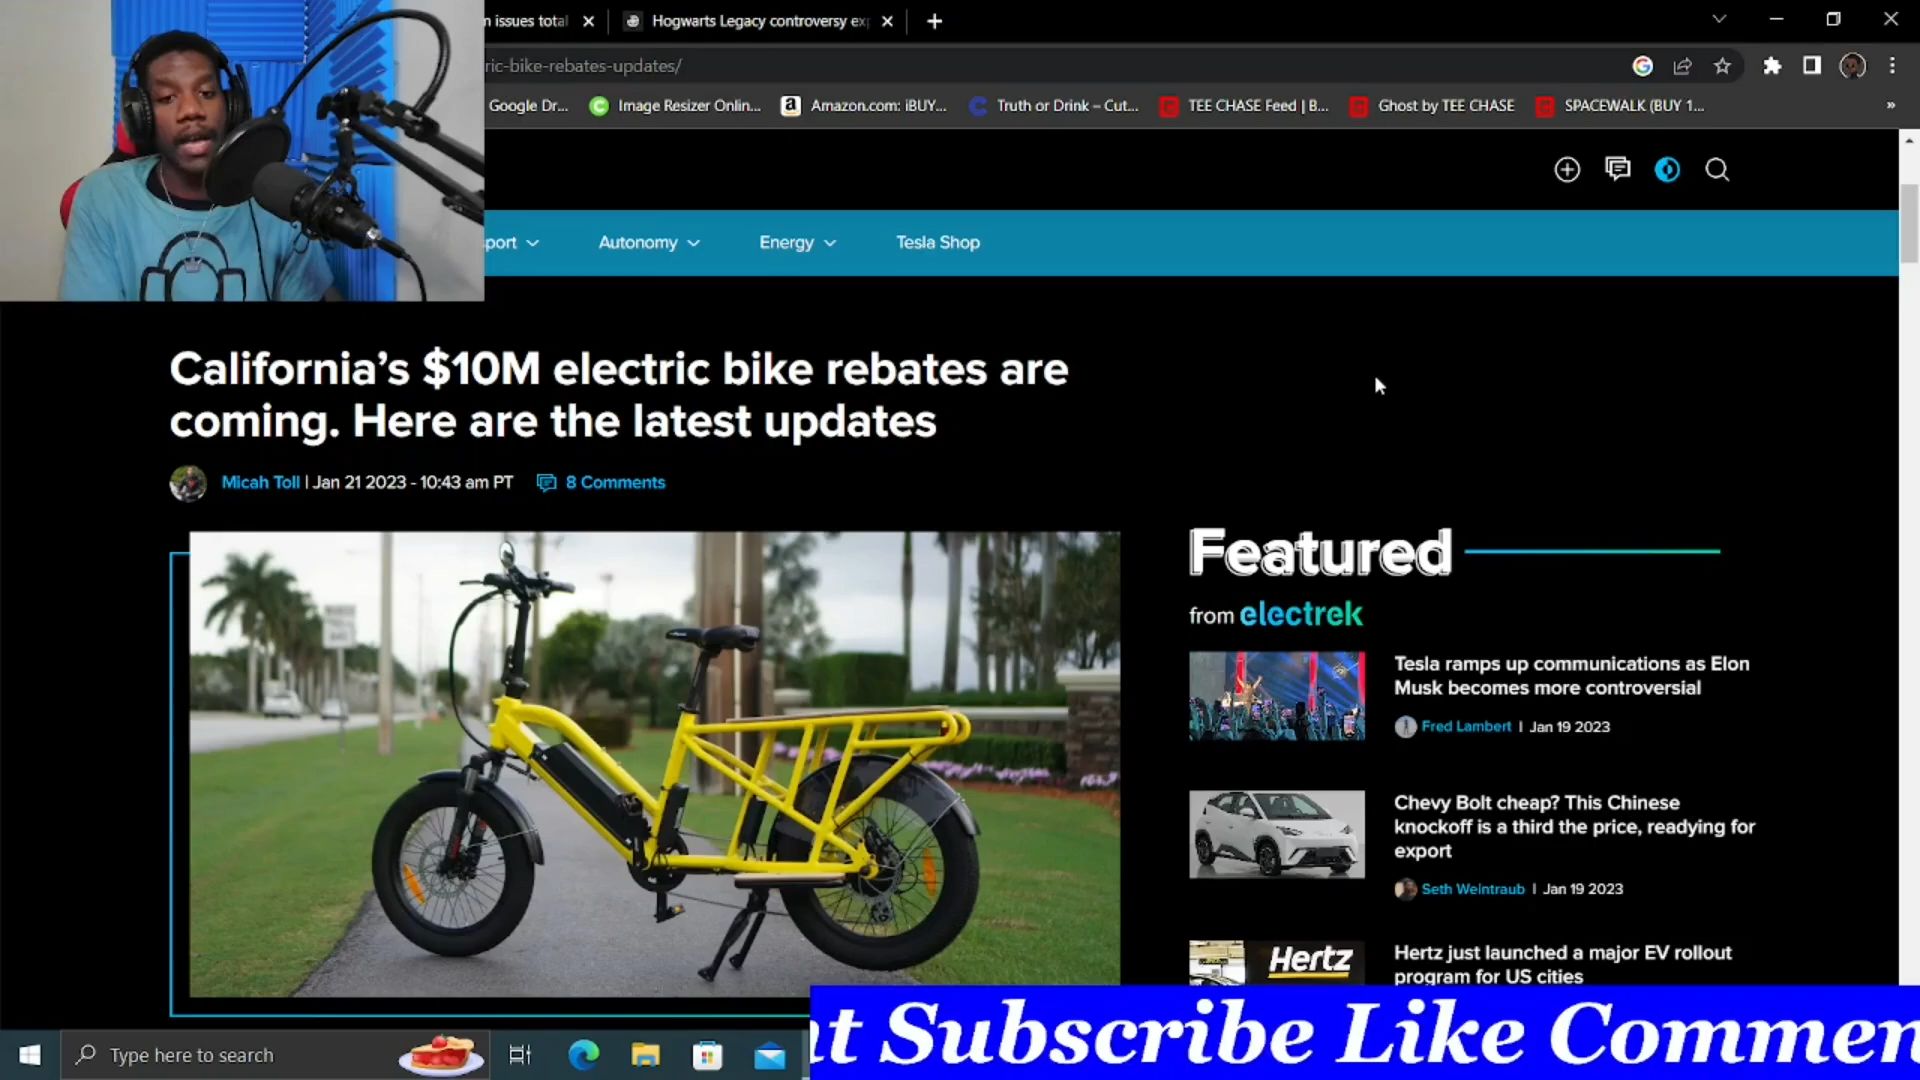 n issues total
Hogwarts Legacy controversy ex
ric-bike-rebates-updates/
Google Dr...
Image Resizer Onlin...
Amazon.com: iBUY...
Truth or Drink – Cut...
TEE CHASE Feed | B...
Ghost by TEE CHASE
SPACEWALK (BUY 1...
»
port
Autonomy
Energy
Tesla Shop
California's $10M electric bike rebates are
coming. Here are the latest updates
Micah Toll | Jan 21 2023 - 10:43 am PT
8 Comments
Featured
from electrek
Tesla ramps up communications as Elon
Musk becomes more controversial
Fred Lambert | Jan 19 2023
Chevy Bolt cheap? This Chinese
knockoff is a third the price, readying for
export
Seth Weintraub | Jan 19 2023
Hertz
Hertz just launched a major EV rollout
program for US cities
Type here to search
at Subscribe Like Commen